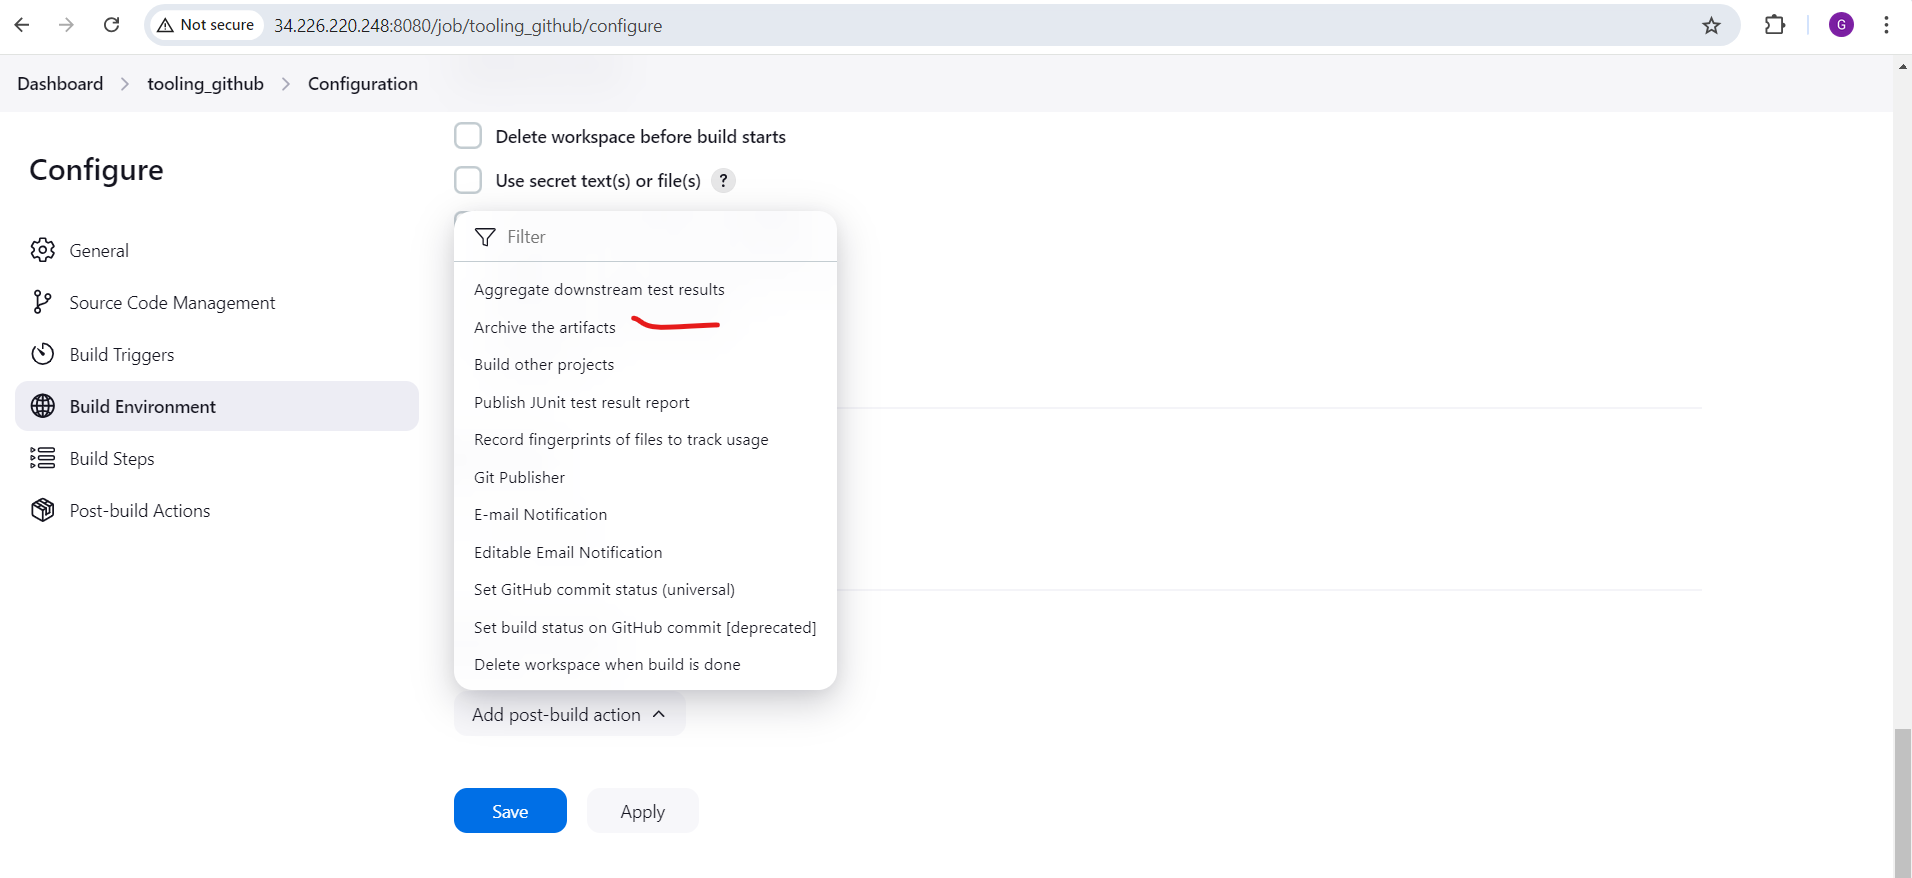 Not secure 34.226.220.248:8080/job/tooling_github/configure G
Dashboard tooling_github Configuration
Configure
General
Source Code Management
Build Triggers
Build Environment
Build Steps
Post-build Actions
Delete workspace before build starts
Use secret text(s) or file(s) ?
Filter
Aggregate downstream test results
Archive the artifacts
Build other projects
Publish JUnit test result report
Record fingerprints of files to track usage
Git Publisher
E-mail Notification
Editable Email Notification
Set GitHub commit status (universal)
Set build status on GitHub commit [deprecated]
Delete workspace when build is done
Add post-build action
Save Apply